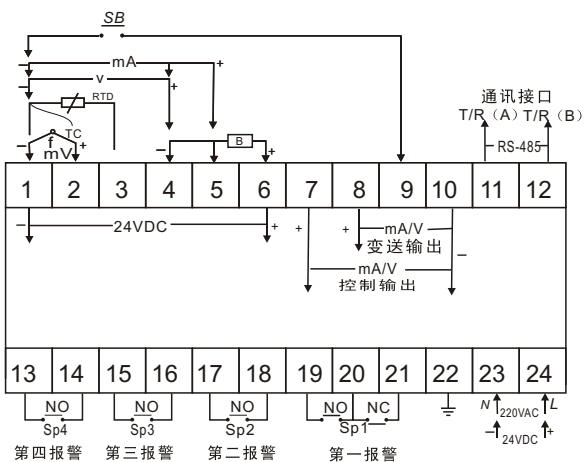 SB
mA
v
RTD
TC
f
mV
B
通讯接口
T/R（A） T/R（B）
RS-485
1 2 3 4 5 6 7 8 9 10 11 12
24VDC
mA/V
变送输出
mA/V
控制输出
13 14 15 16 17 18 19 20 21 22 23 24
NO NO NO NO NC N 220VAC L
Sp4 Sp3 Sp2 Sp1 24VDC
第四报警 第三报警 第二报警 第一报警